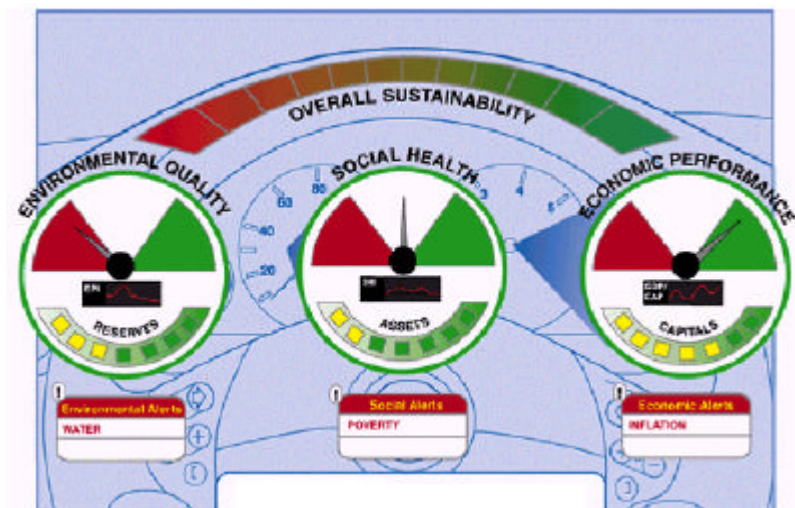 OVERALL SUSTAINABILITY
ENVIRONMENTAL QUALITY
SOCIAL HEALTH
ECONOMIC PERFORMANCE
80
60
40
20
3
4
RESERVES
ASSETS
CAPITALS
!
Environmental Alerts
WATER
!
Social Alerts
POVERTY
!
Economic Alerts
INFLATION